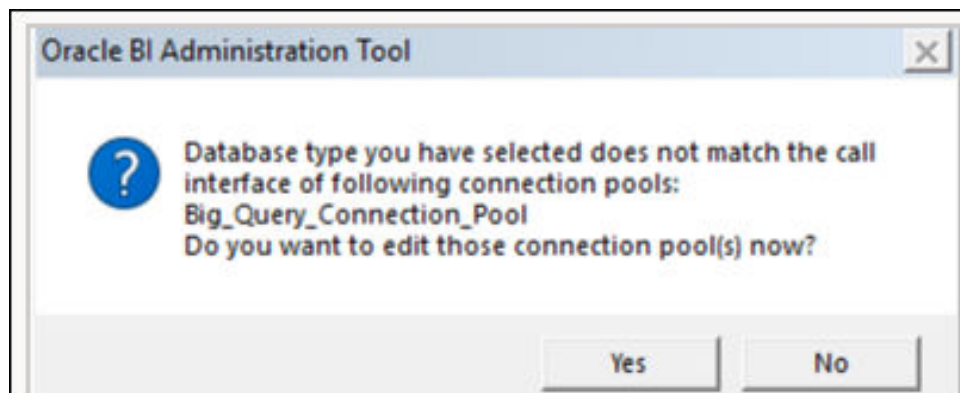 Oracle BI Administration Tool
Database type you have selected does not match the call
interface of following connection pools:
Big_Query_Connection_Pool
Do you want to edit those connection pool(s) now?
Yes No